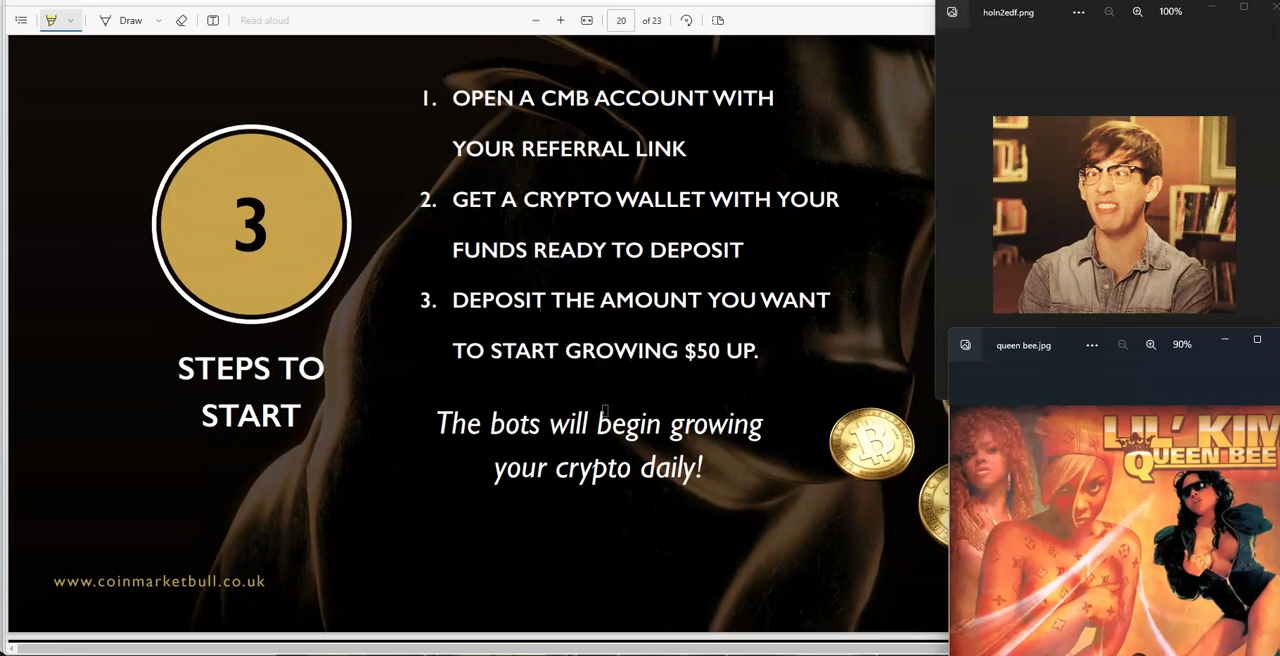 Draw
Read aloud
20 of 23
holn2edf.png
100%
1. OPEN A CMB ACCOUNT WITH
YOUR REFERRAL LINK
2. GET A CRYPTO WALLET WITH YOUR
FUNDS READY TO DEPOSIT
3. DEPOSIT THE AMOUNT YOU WANT
TO START GROWING $50 UP.
3
STEPS TO
START
The bots will begin growing
your crypto daily!
www.coinmarketbull.co.uk
queen bee.jpg
90%
LIL' KIM
QUEEN BEE